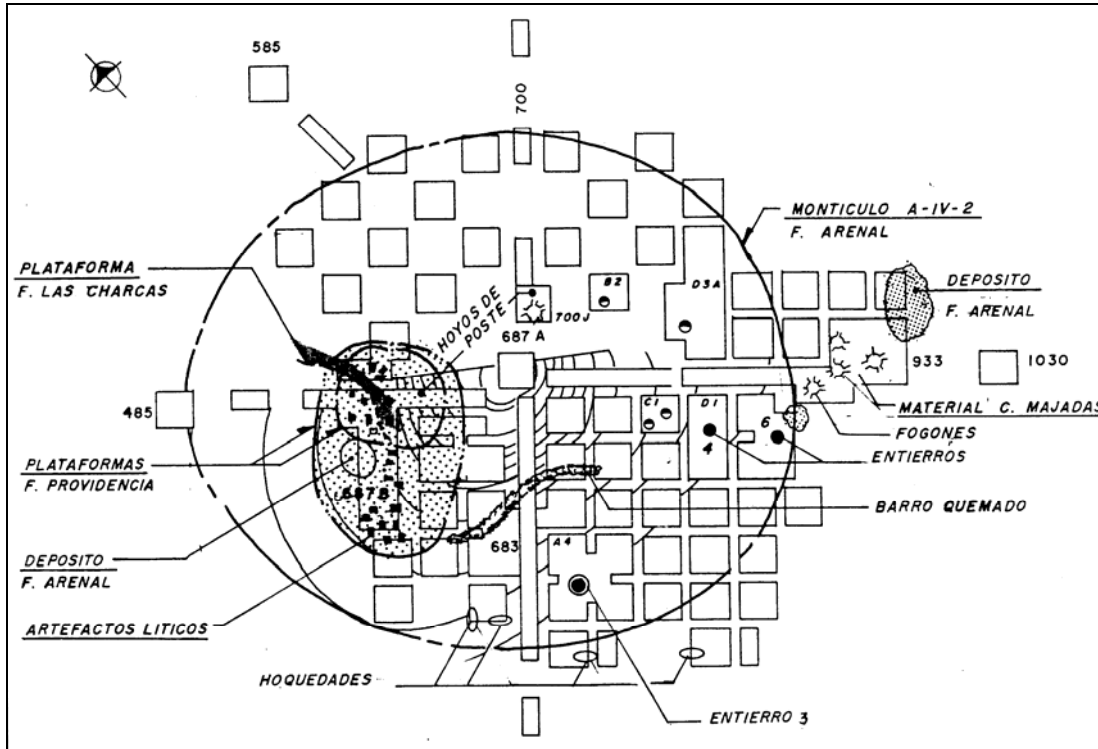 585
700
MONTICULO A-IV-2
F. ARENAL
PLATAFORMA
F. LAS CHARCAS
HOYOS DE
POSTE
B2
D3A
DEPOSITO
F. ARENAL
700J
687 A
933
1030
485
C1
D1
MATERIAL C. MAJADAS
FOGONES
6
4
ENTIERROS
PLATAFORMAS
F. PROVIDENCIA
687 B
BARRO QUEMADO
683
A4
DEPOSITO
F. ARENAL
ARTEFACTOS LITICOS
HOQUEDADES
ENTIERRO 3